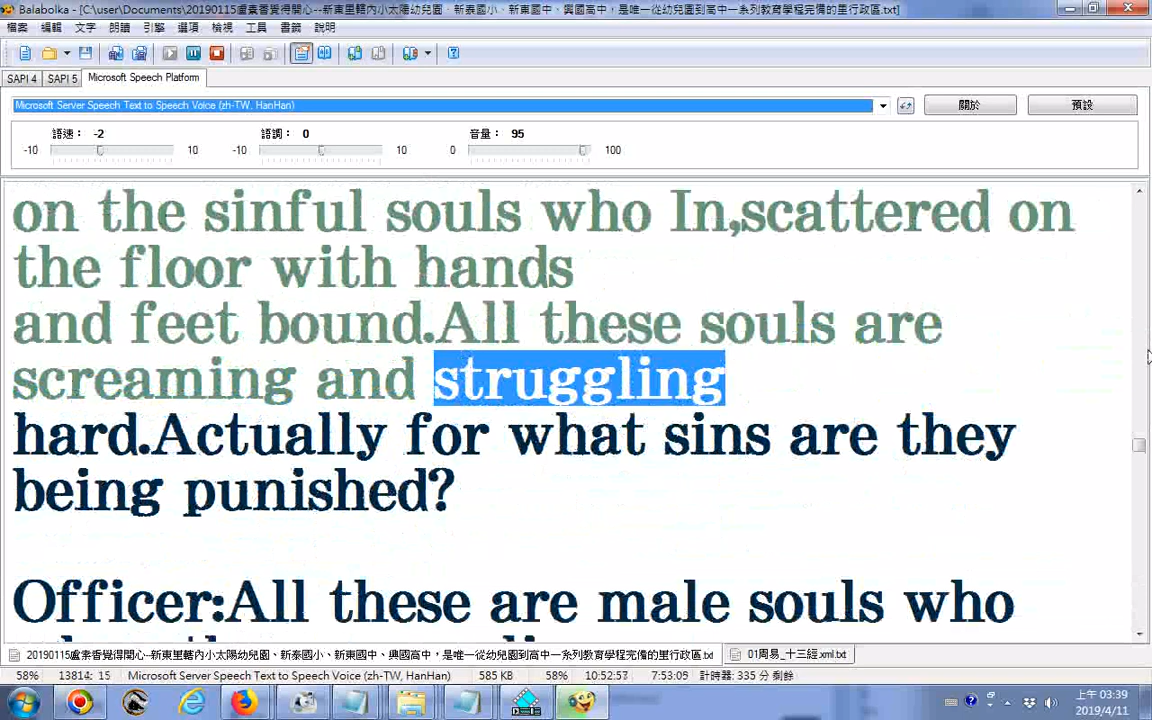 Balabolka - [C:\user\Documents\20190115盧素香覺得開心--新東里轄內小太陽幼兒園、新泰國小、新東國中、興國高中，是唯一從幼兒園到高中一系列教育學程完備的里行政區.txt]
檔案 編輯 文字 朗讀 引擎 選項 檢視 工具 書籤 說明
SAPI 4 SAPI 5 Microsoft Speech Platform
Microsoft Server Speech Text to Speech Voice (zh-TW, HanHan) 關於 預設
語速： -2 語調： 0 音量： 95
-10 10 -10 10 0 100
on the sinful souls who In,scattered on
the floor with hands
and feet bound.All these souls are
screaming and struggling
hard.Actually for what sins are they
being punished?
Officer:All these are male souls who
20190115盧素香覺得開心--新東里轄內小太陽幼兒園、新泰國小、新東國中、興國高中，是唯一從幼兒園到高中一系列教育學程完備的里行政區.txt 01周易_十三經.xml.txt
58% 13814: 15 Microsoft Server Speech Text to Speech Voice (zh-TW, HanHan) 585 KB 58% 10:52:57 7:53:09 計時器: 335 分 剩餘
上午 03:39
2019/4/11